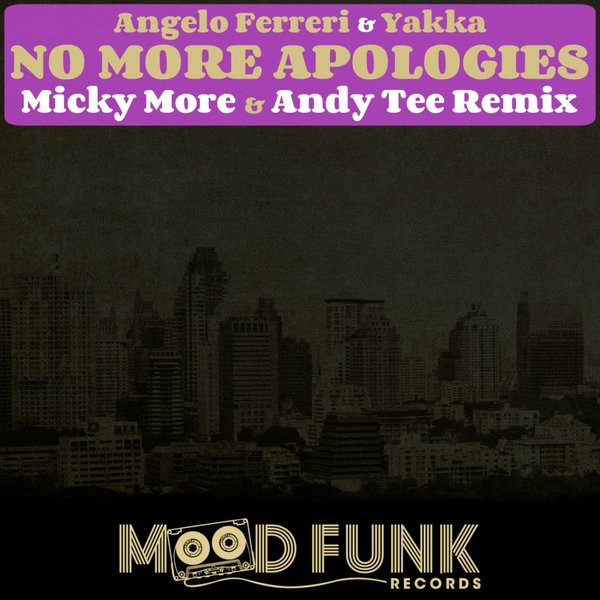 Angelo Ferreri & Yakka
NO MORE APOLOGIES
Micky More & Andy Tee Remix
MOOD FUNK
RECORDS